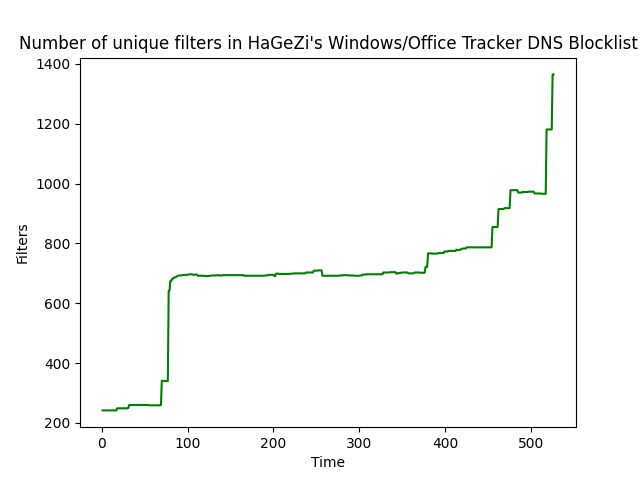 Number of unique filters in HaGeZi's Windows/Office Tracker DNS Blocklist
1400
1200
1000
800
600
400
200
Filters
0 100 200 300 400 500
Time